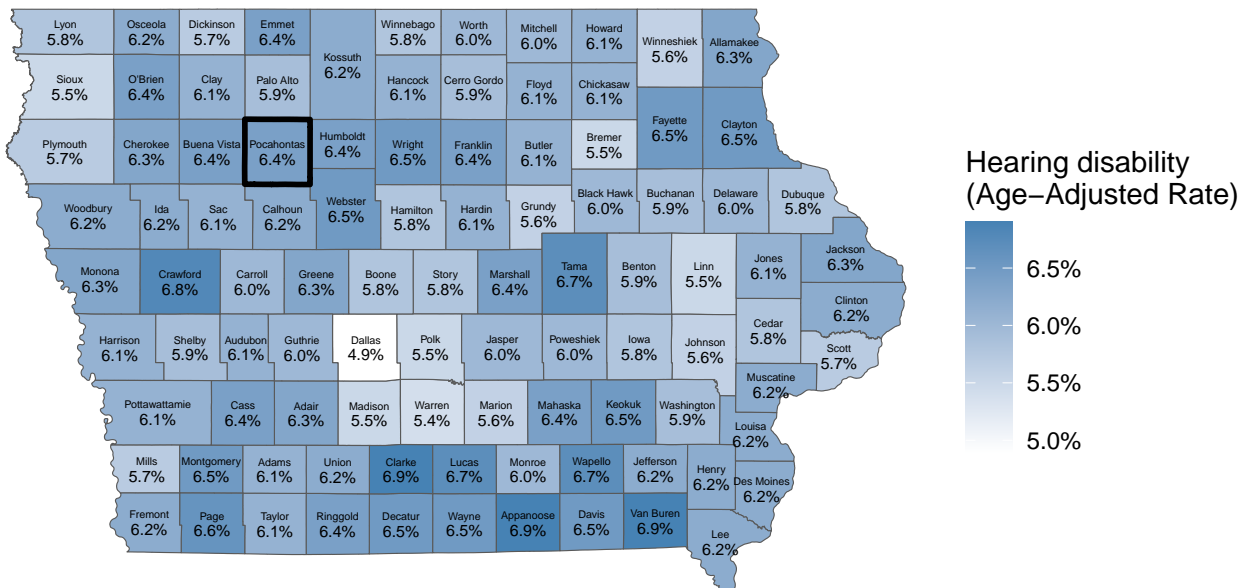 Lyon
5.8%
Osceola
6.2%
Dickinson
5.7%
Emmet
6.4%
Winnebago
5.8%
Worth
6.0%
Mitchell
6.0%
Howard
6.1%
Winneshiek
5.6%
Allamakee
6.3%
Kossuth
6.2%
Sioux
5.5%
O'Brien
6.4%
Clay
6.1%
Palo Alto
5.9%
Hancock
6.1%
Cerro Gordo
5.9%
Floyd
6.1%
Chickasaw
6.1%
Fayette
6.5%
Clayton
6.5%
Plymouth
5.7%
Cherokee
6.3%
Buena Vista
6.4%
Pocahontas
6.4%
Humboldt
6.4%
Wright
6.5%
Franklin
6.4%
Butler
6.1%
Bremer
5.5%
Woodbury
6.2%
Ida
6.2%
Sac
6.1%
Calhoun
6.2%
Webster
6.5%
Hamilton
5.8%
Hardin
6.1%
Grundy
5.6%
Black Hawk
6.0%
Buchanan
5.9%
Delaware
6.0%
Dubuque
5.8%
Monona
6.3%
Crawford
6.8%
Carroll
6.0%
Greene
6.3%
Boone
5.8%
Story
5.8%
Marshall
6.4%
Tama
6.7%
Benton
5.9%
Linn
5.5%
Jones
6.1%
Jackson
6.3%
Clinton
6.2%
Harrison
6.1%
Shelby
5.9%
Audubon
6.1%
Guthrie
6.0%
Dallas
4.9%
Polk
5.5%
Jasper
6.0%
Poweshiek
6.0%
Iowa
5.8%
Johnson
5.6%
Cedar
5.8%
Scott
5.7%
Muscatine
6.2%
Pottawattamie
6.1%
Cass
6.4%
Adair
6.3%
Madison
5.5%
Warren
5.4%
Marion
5.6%
Mahaska
6.4%
Keokuk
6.5%
Washington
5.9%
Louisa
6.2%
Mills
5.7%
Montgomery
6.5%
Adams
6.1%
Union
6.2%
Clarke
6.9%
Lucas
6.7%
Monroe
6.0%
Wapello
6.7%
Jefferson
6.2%
Henry
6.2%
Des Moines
6.2%
Fremont
6.2%
Page
6.6%
Taylor
6.1%
Ringgold
6.4%
Decatur
6.5%
Wayne
6.5%
Appanoose
6.9%
Davis
6.5%
Van Buren
6.9%
Lee
6.2%
Hearing disability
(Age−Adjusted Rate)
6.5%
6.0%
5.5%
5.0%